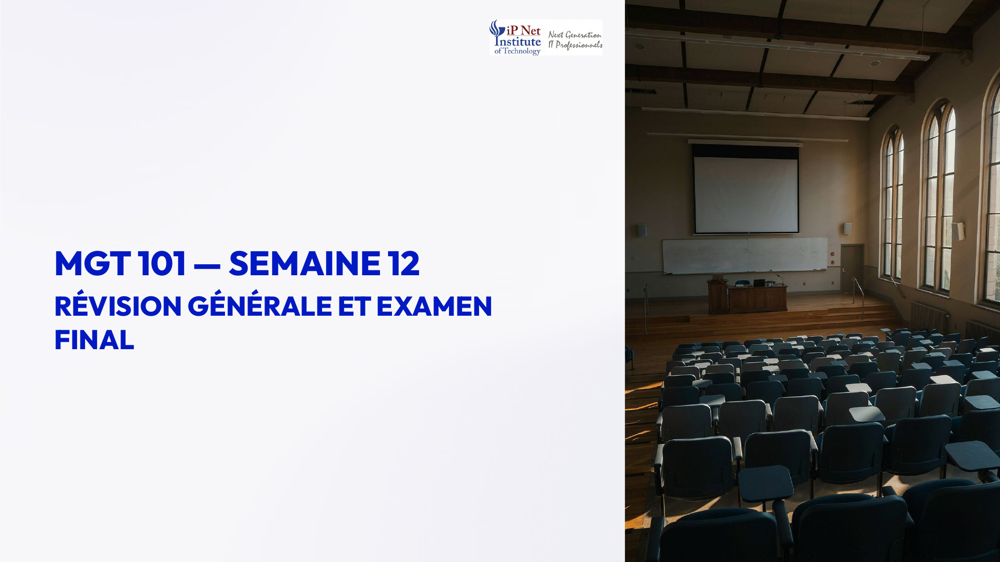 iP Net
Institute
of Technology
Next Generation
IT Professionnels
MGT 101 — SEMAINE 12
RÉVISION GÉNÉRALE ET EXAMEN
FINAL